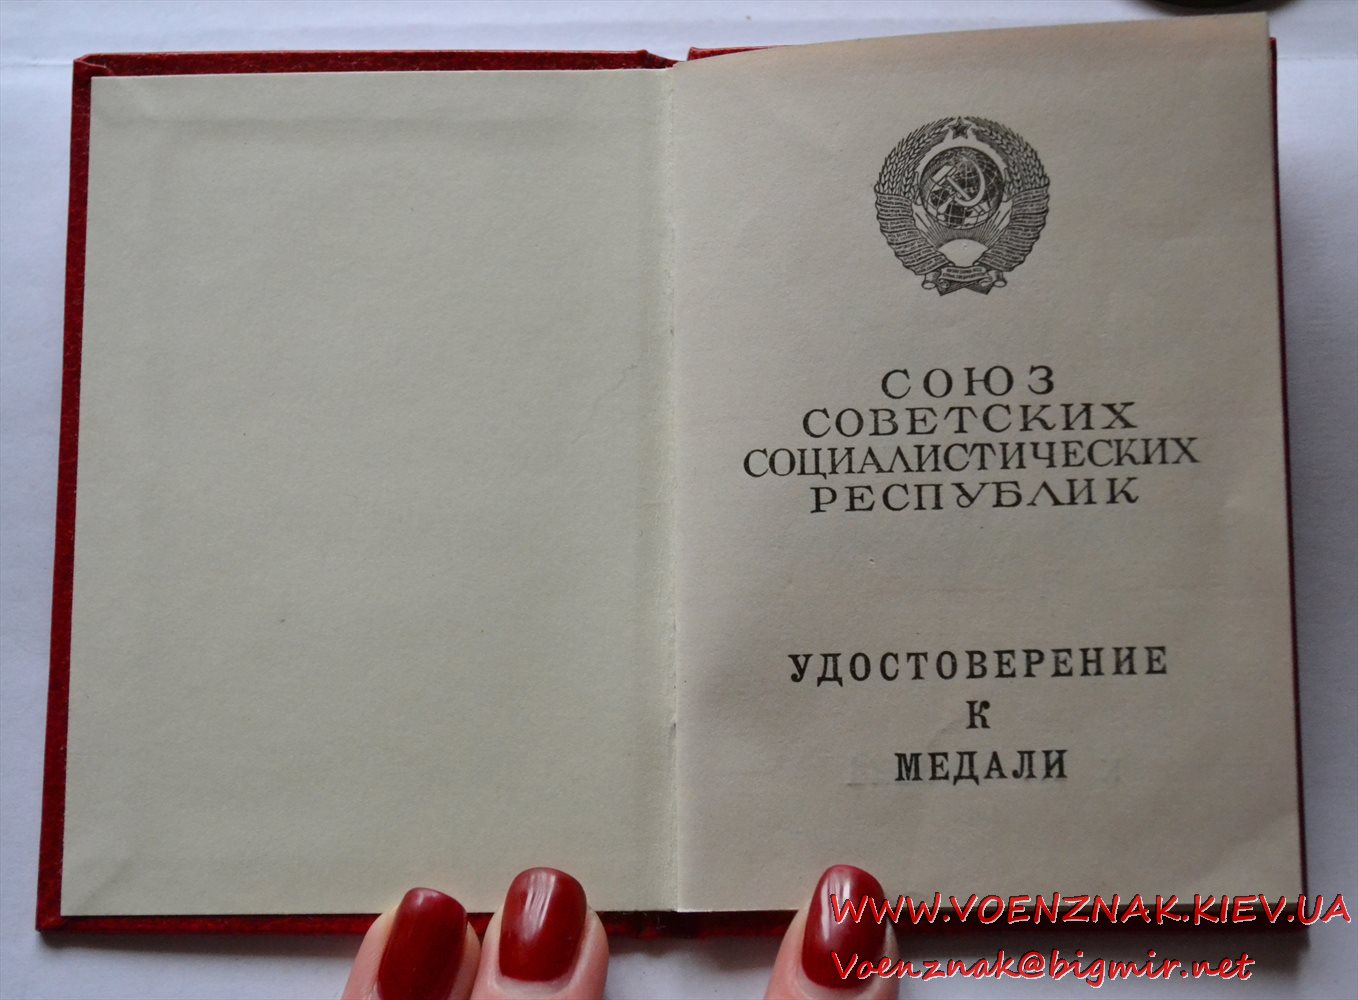 СОЮЗ
СОВЕТСКИХ
СОЦИАЛИСТИЧЕСКИХ
РЕСПУБЛИК
УДОСТОВЕРЕНИЕ
К
МЕДАЛИ
WWW.VOENZNAK.KIEV.UA
Voenznak@bigmir.net